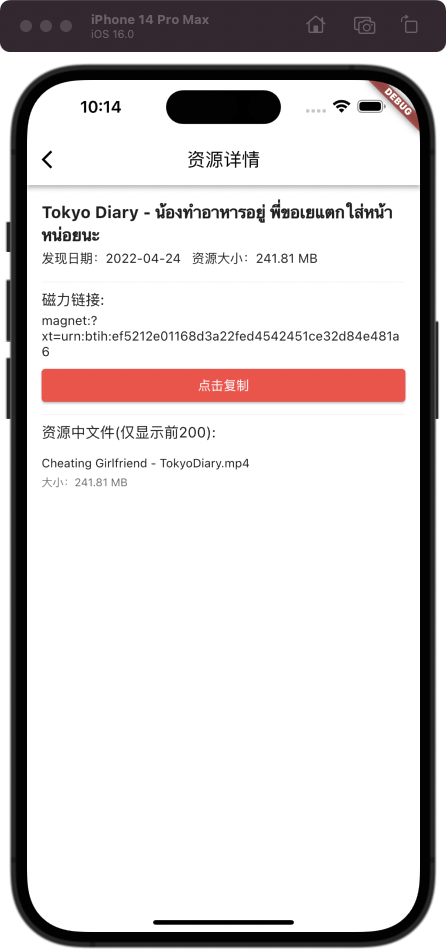 iPhone 14 Pro Max
iOS 16.0
10:14
DEBUG
资源详情
Tokyo Diary - น้องทำอาหารอยู่ พี่ขอเยแตกใส่หน้า
หน่อยนะ
发现日期：2022-04-24 资源大小：241.81 MB
磁力链接:
magnet:?
xt=urn:btih:ef5212e01168d3a22fed4542451ce32d84e481a
6
点击复制
资源中文件(仅显示前200):
Cheating Girlfriend - TokyoDiary.mp4
大小：241.81 MB